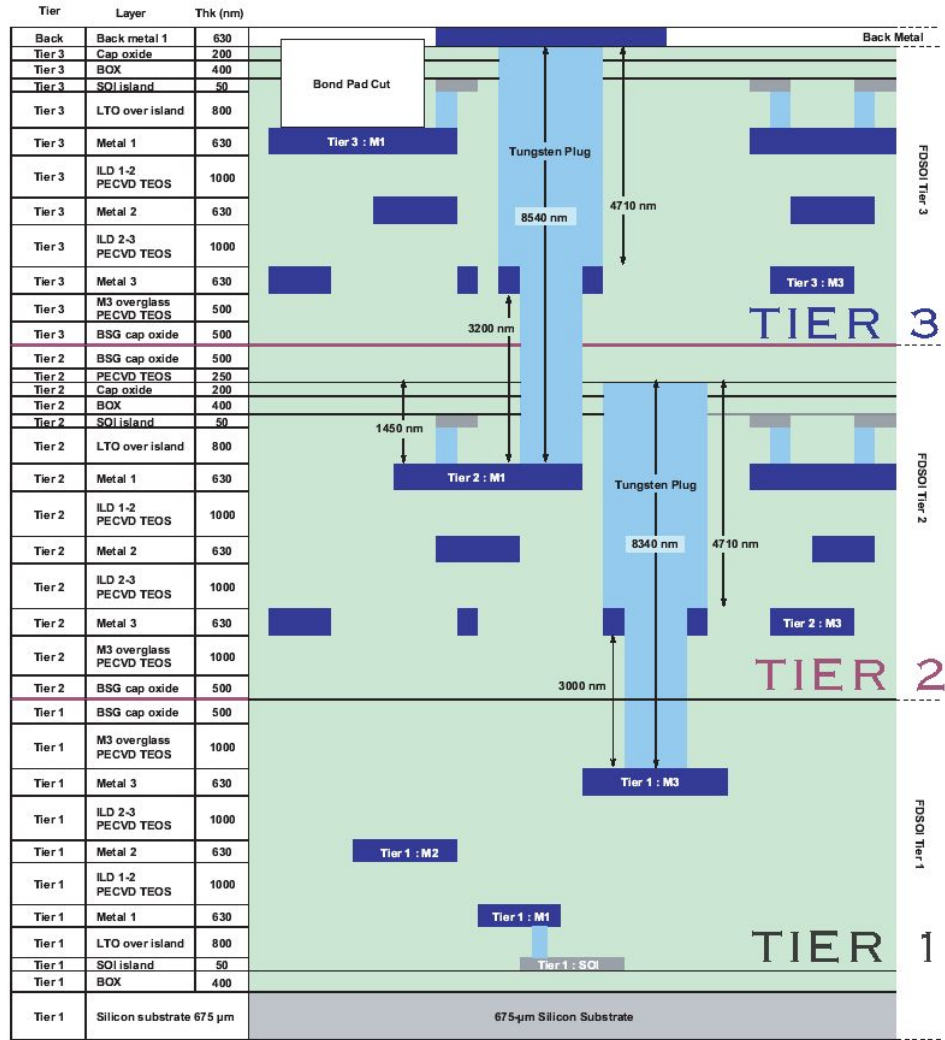 Tier Layer Thk (nm)
Back Back metal 1 630 Back Metal
Tier 3 Cap oxide 200
Tier 3 BOX 400
Tier 3 SOI island 50
Bond Pad Cut
Tier 3 LTO over island 800
Tier 3 Metal 1 630 Tier 3 : M1
Tungsten Plug
Tier 3 ILD 1-2
PECVD TEOS 1000
4710 nm
Tier 3 Metal 2 630
8540 nm
Tier 3 ILD 2-3
PECVD TEOS 1000
Tier 3 Metal 3 630 Tier 3 : M3
FDSOI Tier 3
Tier 3 M3 overglass
PECVD TEOS 500
3200 nm
TIER 3
Tier 3 BSG cap oxide 500
Tier 2 BSG cap oxide 500
Tier 2 PECVD TEOS 250
Tier 2 Cap oxide 200
Tier 2 BOX 400
Tier 2 SOI island 50
1450 nm
Tier 2 LTO over island 800
Tier 2 Metal 1 630 Tier 2 : M1
Tungsten Plug
Tier 2 ILD 1-2
PECVD TEOS 1000
FDSOI Tier 2
Tier 2 Metal 2 630
8340 nm 4710 nm
Tier 2 ILD 2-3
PECVD TEOS 1000
Tier 2 Metal 3 630 Tier 2 : M3
Tier 2 M3 overglass
PECVD TEOS 1000
TIER 2
Tier 2 BSG cap oxide 500
3000 nm
Tier 1 BSG cap oxide 500
Tier 1 M3 overglass
PECVD TEOS 1000
Tier 1 Metal 3 630 Tier 1 : M3
Tier 1 ILD 2-3
PECVD TEOS 1000
FDSOI Tier 1
Tier 1 Metal 2 630 Tier 1 : M2
Tier 1 ILD 1-2
PECVD TEOS 1000
Tier 1 Metal 1 630 Tier 1 : M1
Tier 1 LTO over island 800
TIER 1
Tier 1 SOI island 50 Tier 1 : SOI
Tier 1 BOX 400
Tier 1 Silicon substrate 675 µm 675-µm Silicon Substrate